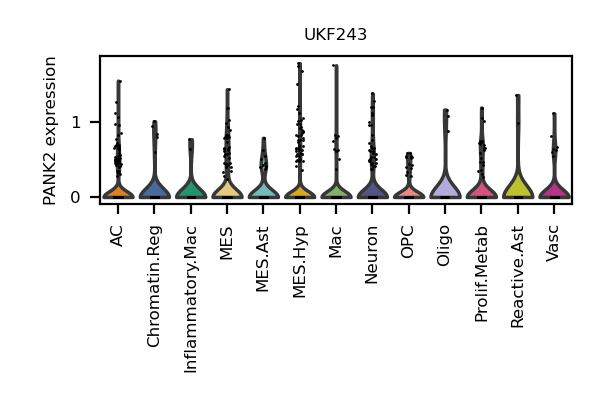 UKF243
PANK2 expression
1
0
AC
Chromatin.Reg
Inflammatory.Mac
MES
MES.Ast
MES.Hyp
Mac
Neuron
OPC
Oligo
Prolif.Metab
Reactive.Ast
Vasc